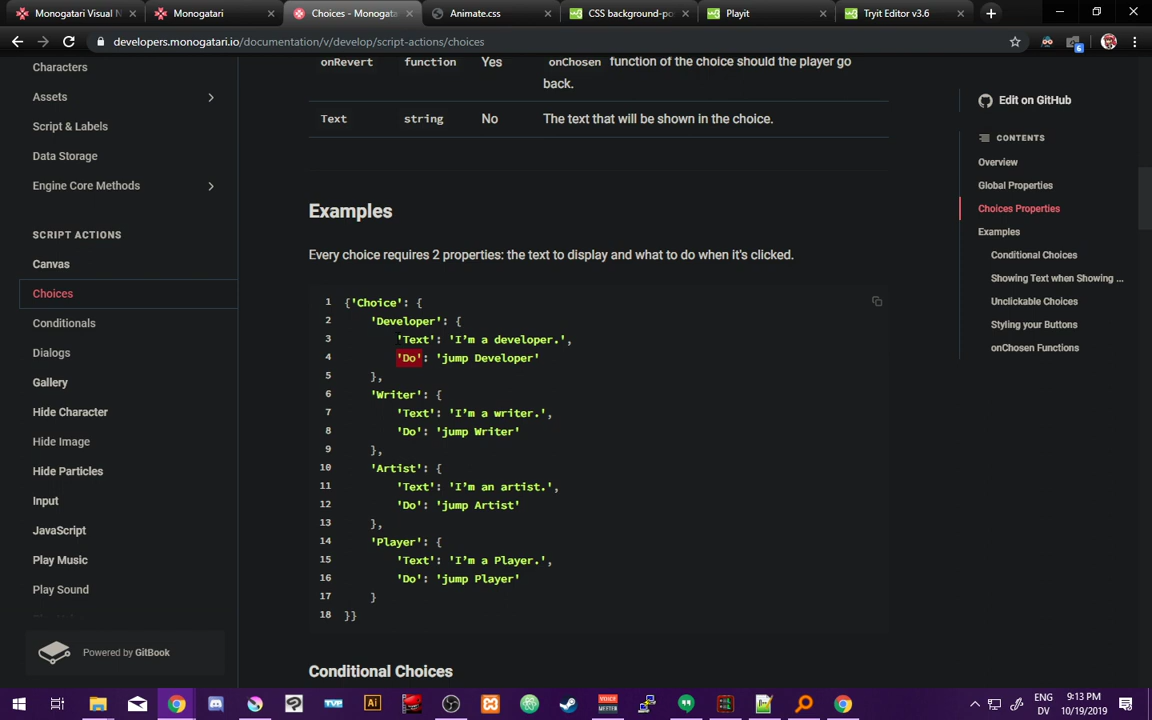 Monogatari Visual N
Monogatari
Choices - Monogata
Animate.css
CSS background-po
Playit
Tryit Editor v3.6
developers.monogatari.io/documentation/v/develop/script-actions/choices
6
Characters
Assets
Script & Labels
Data Storage
Engine Core Methods
SCRIPT ACTIONS
Canvas
Choices
Conditionals
Dialogs
Gallery
Hide Character
Hide Image
Hide Particles
Input
JavaScript
Play Music
Play Sound
Powered by GitBook
onRevert function Yes onChosen function of the choice should the player go
back.
Text string No The text that will be shown in the choice.
Examples
Every choice requires 2 properties: the text to display and what to do when it's clicked.
1 {'Choice': {
2 'Developer': {
3 'Text': 'I’m a developer.',
4 'Do': 'jump Developer'
5 },
6 'Writer': {
7 'Text': 'I’m a writer.',
8 'Do': 'jump Writer'
9 },
10 'Artist': {
11 'Text': 'I’m an artist.',
12 'Do': 'jump Artist'
13 },
14 'Player': {
15 'Text': 'I’m a Player.',
16 'Do': 'jump Player'
17 }
18 }}
Conditional Choices
Edit on GitHub
CONTENTS
Overview
Global Properties
Choices Properties
Examples
Conditional Choices
Showing Text when Showing ...
Unclickable Choices
Styling your Buttons
onChosen Functions
TVP
Ai
VOICE
ENG
DV
9:13 PM
10/19/2019